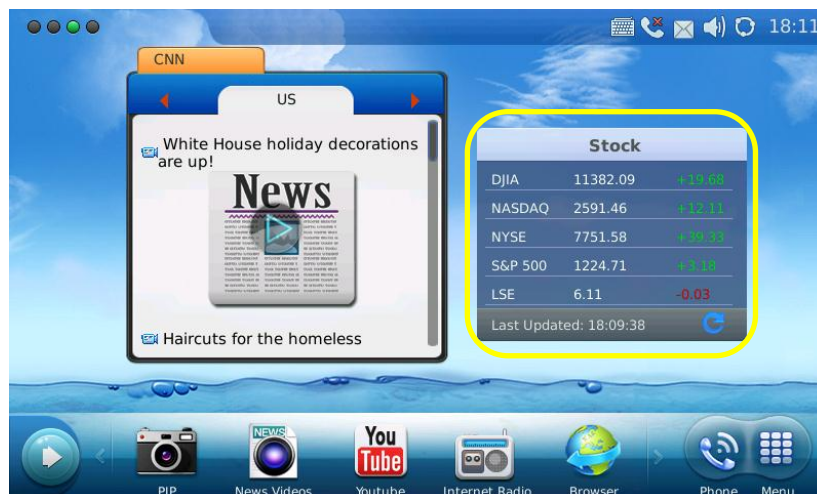 18:11
CNN
US
White House holiday decorations
are up!
News
Haircuts for the homeless
Stock
DJIA 11382.09 +19.68
NASDAQ 2591.46 +12.11
NYSE 7751.58 +39.33
S&P 500 1224.71 +3.18
LSE 6.11 -0.03
Last Updated: 18:09:38
NEWS
You
Tube
PIP News Videos Youtube Internet Radio Browser Phone Menu